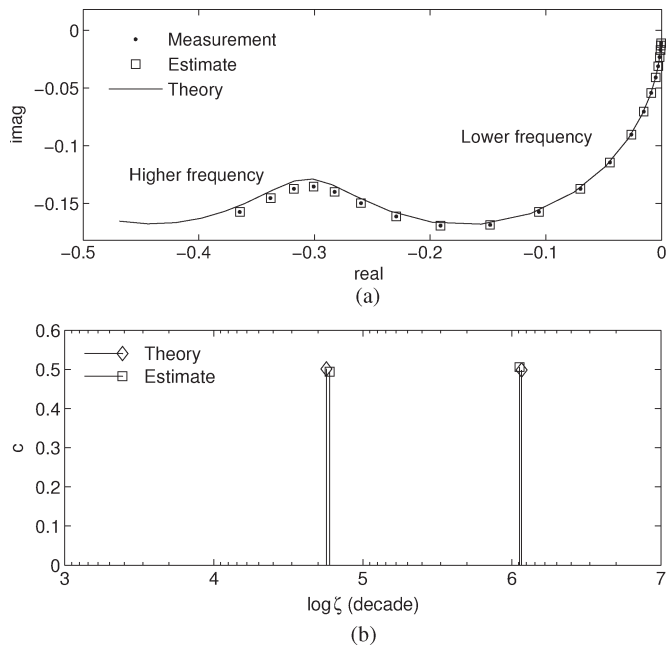 0
−0.05
−0.1
−0.15
imag
Measurement
Estimate
Theory
Higher frequency
Lower frequency
−0.5 −0.4 −0.3 −0.2 −0.1 0
real
(a)
0.6
0.5
0.4
0.3
0.2
0.1
0
c
Theory
Estimate
3 4 5 6 7
log ζ (decade)
(b)